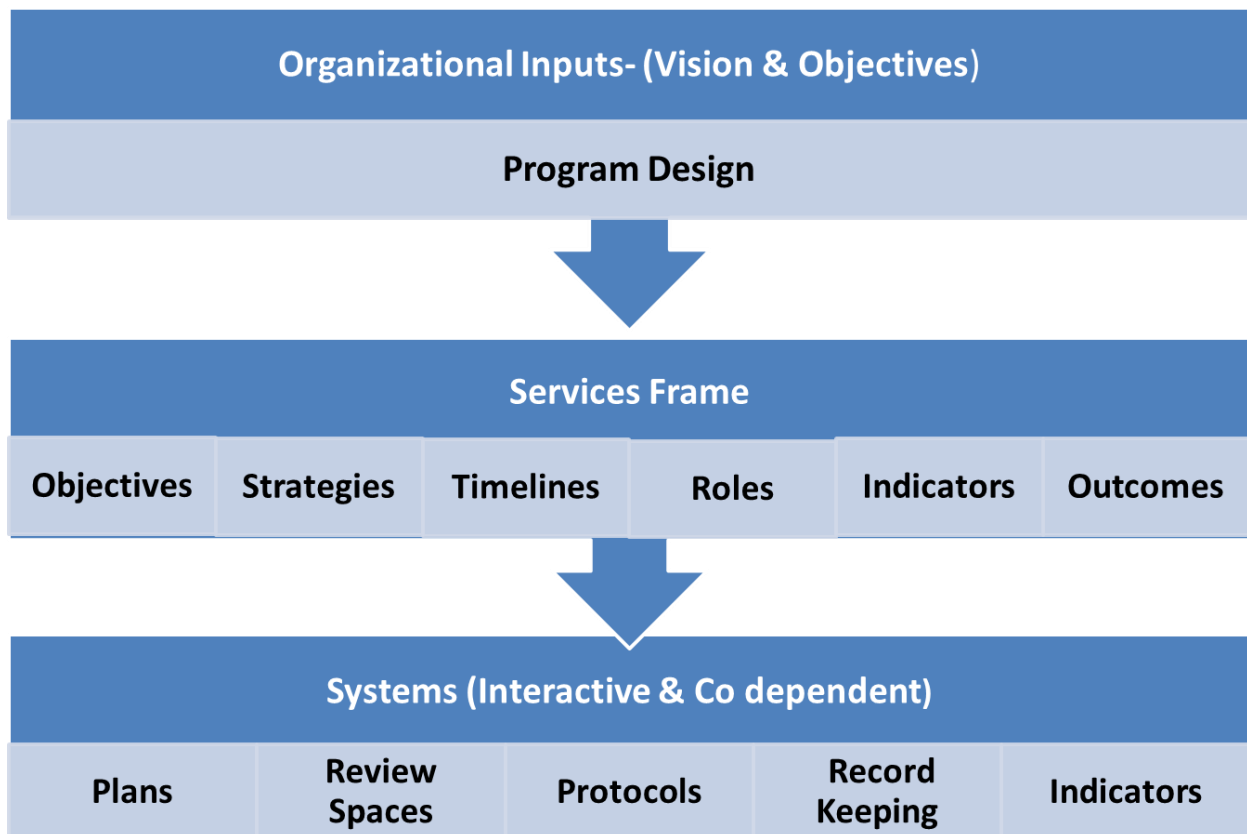 Organizational Inputs- (Vision & Objectives)
Program Design
Services Frame
Objectives
Strategies
Timelines
Roles
Indicators
Outcomes
Systems (Interactive & Co dependent)
Plans
Review
Spaces
Protocols
Record
Keeping
Indicators